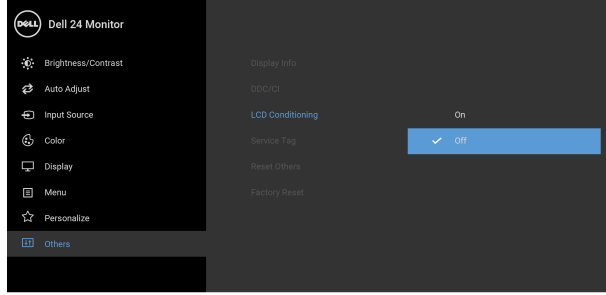 DELL Dell 24 Monitor
Brightness/Contrast
Auto Adjust
Input Source
Color
Display
Menu
Personalize
Others
Display Info
DDC/CI
LCD Conditioning
Service Tag
Reset Others
Factory Reset
On
Off